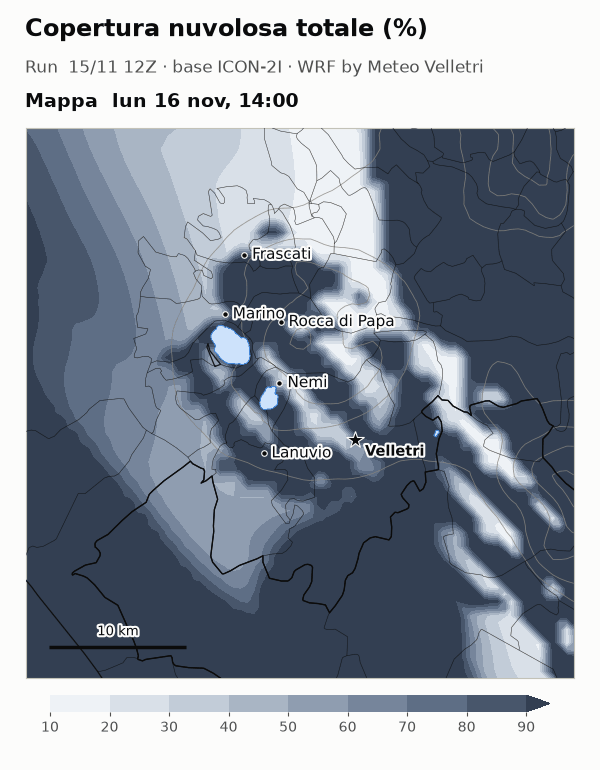 Copertura nuvolosa totale (%)
Run 15/11 12Z · base ICON-2I · WRF by Meteo Velletri
Mappa lun 16 nov, 14:00
Frascati
Marino
Rocca di Papa
Nemi
Velletri
Lanuvio
10 km
10 20 30 40 50 60 70 80 90